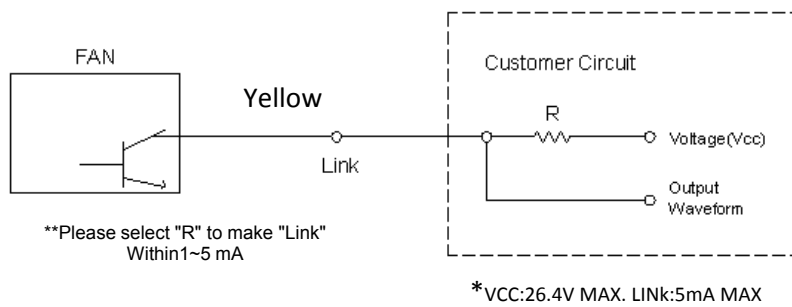 FAN
Customer Circuit
Yellow
R
Voltage(Vcc)
Link
Output
Waveform
**Please select "R" to make "Link"
Within1~5 mA
*VCC:26.4V MAX. LINk:5mA MAX